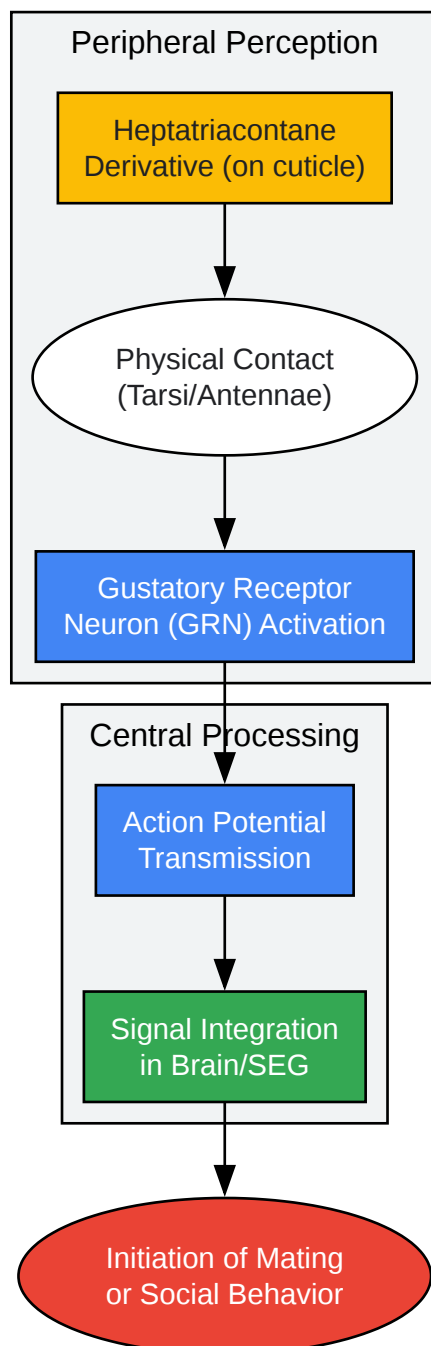 Peripheral Perception
Heptatriacontane
Derivative (on cuticle)
Physical Contact
(Tarsi/Antennae)
Gustatory Receptor
Neuron (GRN) Activation
Central Processing
Action Potential
Transmission
Signal Integration
in Brain/SEG
Initiation of Mating
or Social Behavior